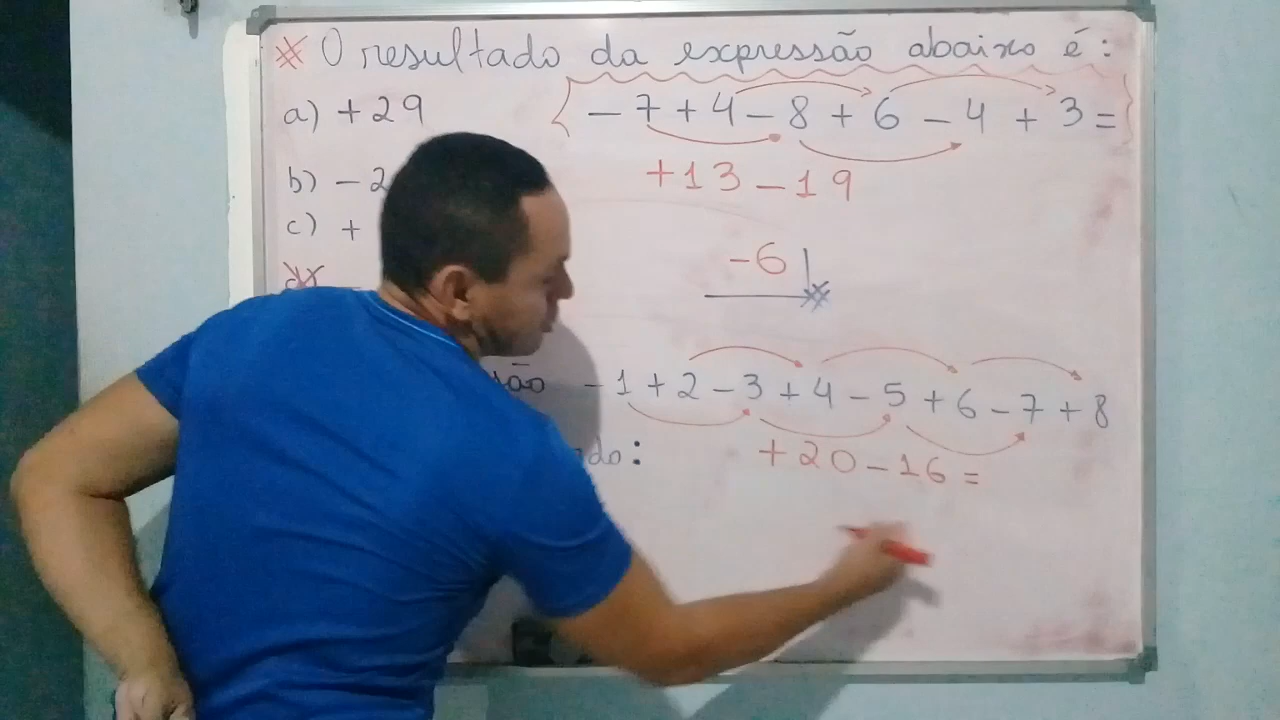 * O resultado da expressão abaixo é:
a) +29
- 7 + 4 - 8 + 6 - 4 + 3 =
b) - 2
+13 - 19
c) +
-6
- 1 + 2 - 3 + 4 - 5 + 6 - 7 + 8
+20 - 16 =